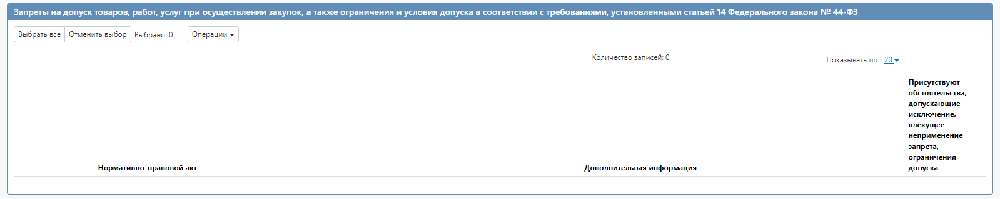 Запреты на допуск товаров, работ, услуг при осуществлении закупок, а также ограничения и условия допуска в соответствии с требованиями, установленными статьей 14 Федерального закона № 44-ФЗ
Выбрать все Отменить выбор Выбрано: 0 Операции
Количество записей: 0 Показывать по 20
Присутствуют
обстоятельства,
допускающие
исключение,
влекущее
неприменение
запрета,
ограничения
Нормативно-правовой акт Дополнительная информация допуска